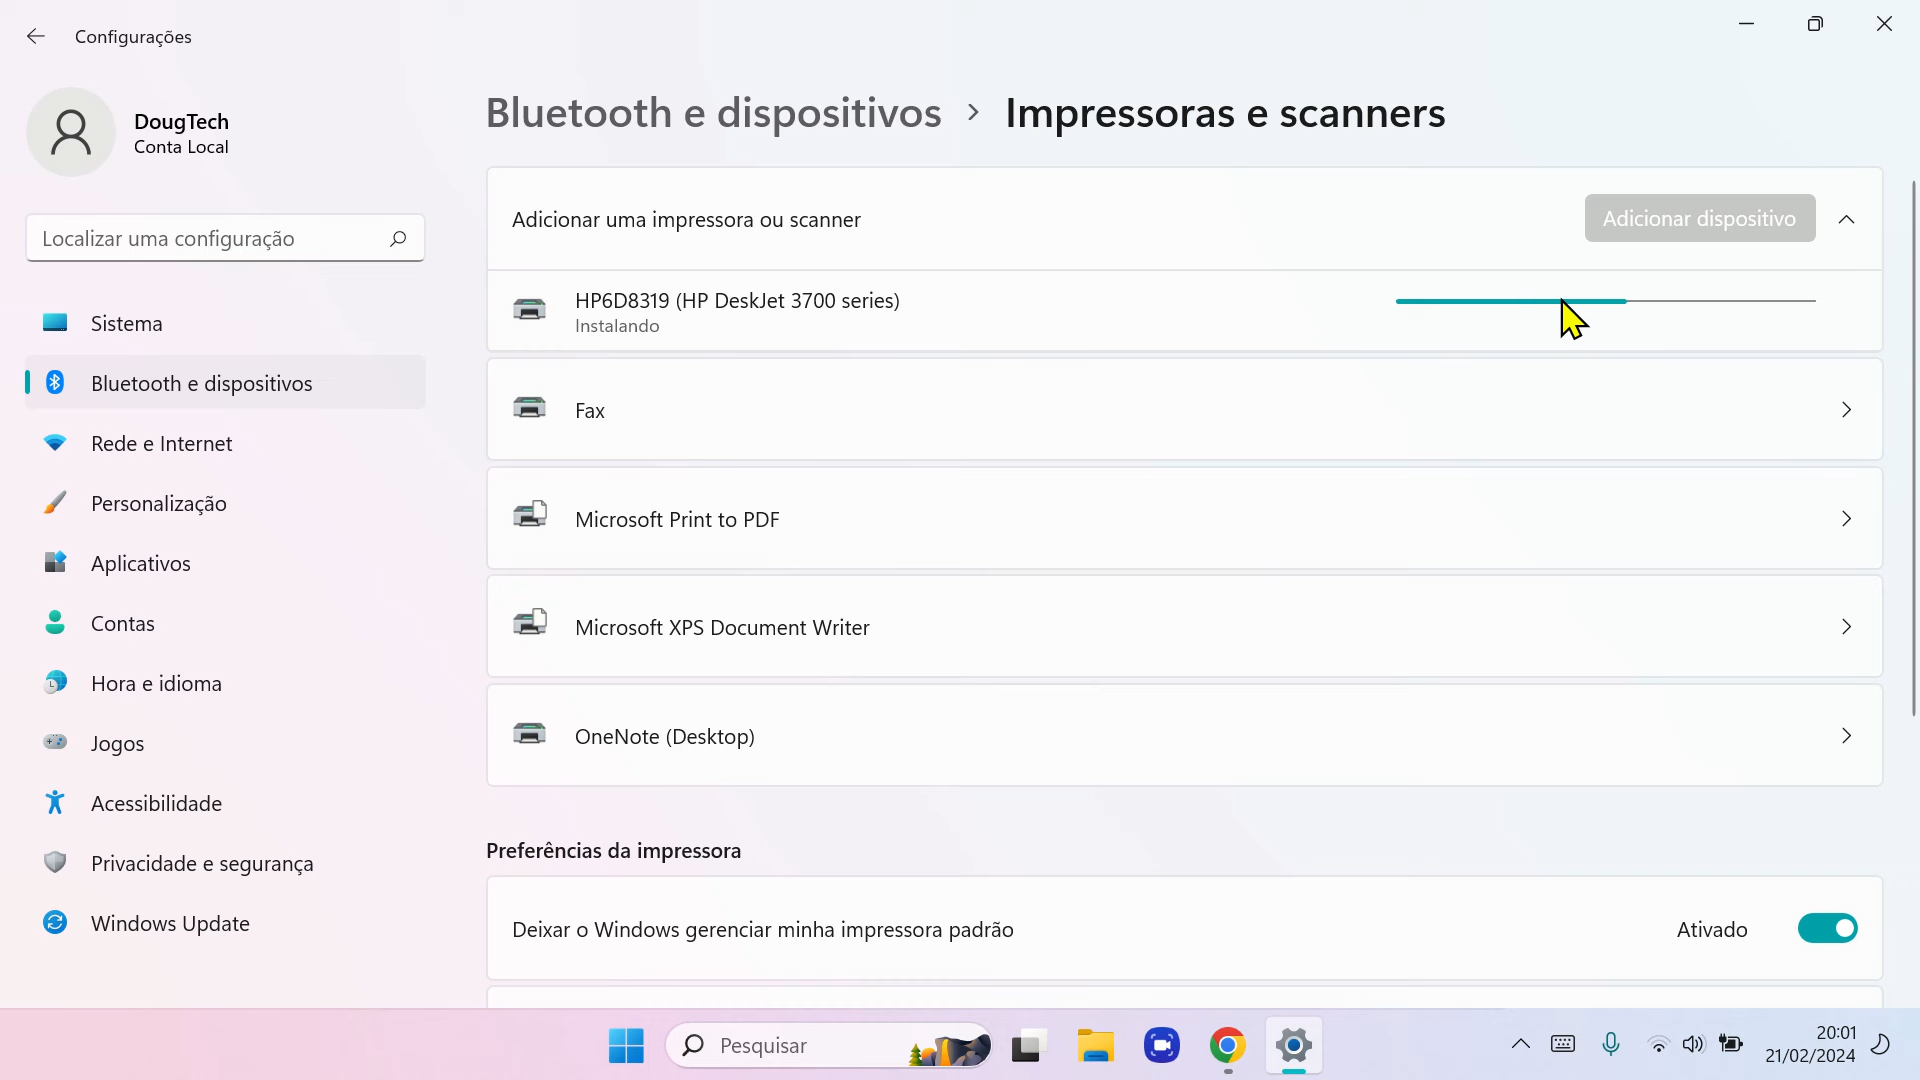 Configurações
DougTech
Conta Local
Localizar uma configuração
Sistema
Bluetooth e dispositivos
Rede e Internet
Personalização
Aplicativos
Contas
Hora e idioma
Jogos
Acessibilidade
Privacidade e segurança
Windows Update
Bluetooth e dispositivos > Impressoras e scanners
Adicionar uma impressora ou scanner
Adicionar dispositivo
HP6D8319 (HP DeskJet 3700 series)
Instalando
Fax
Microsoft Print to PDF
Microsoft XPS Document Writer
OneNote (Desktop)
Preferências da impressora
Deixar o Windows gerenciar minha impressora padrão
Ativado
Pesquisar
20:01
21/02/2024